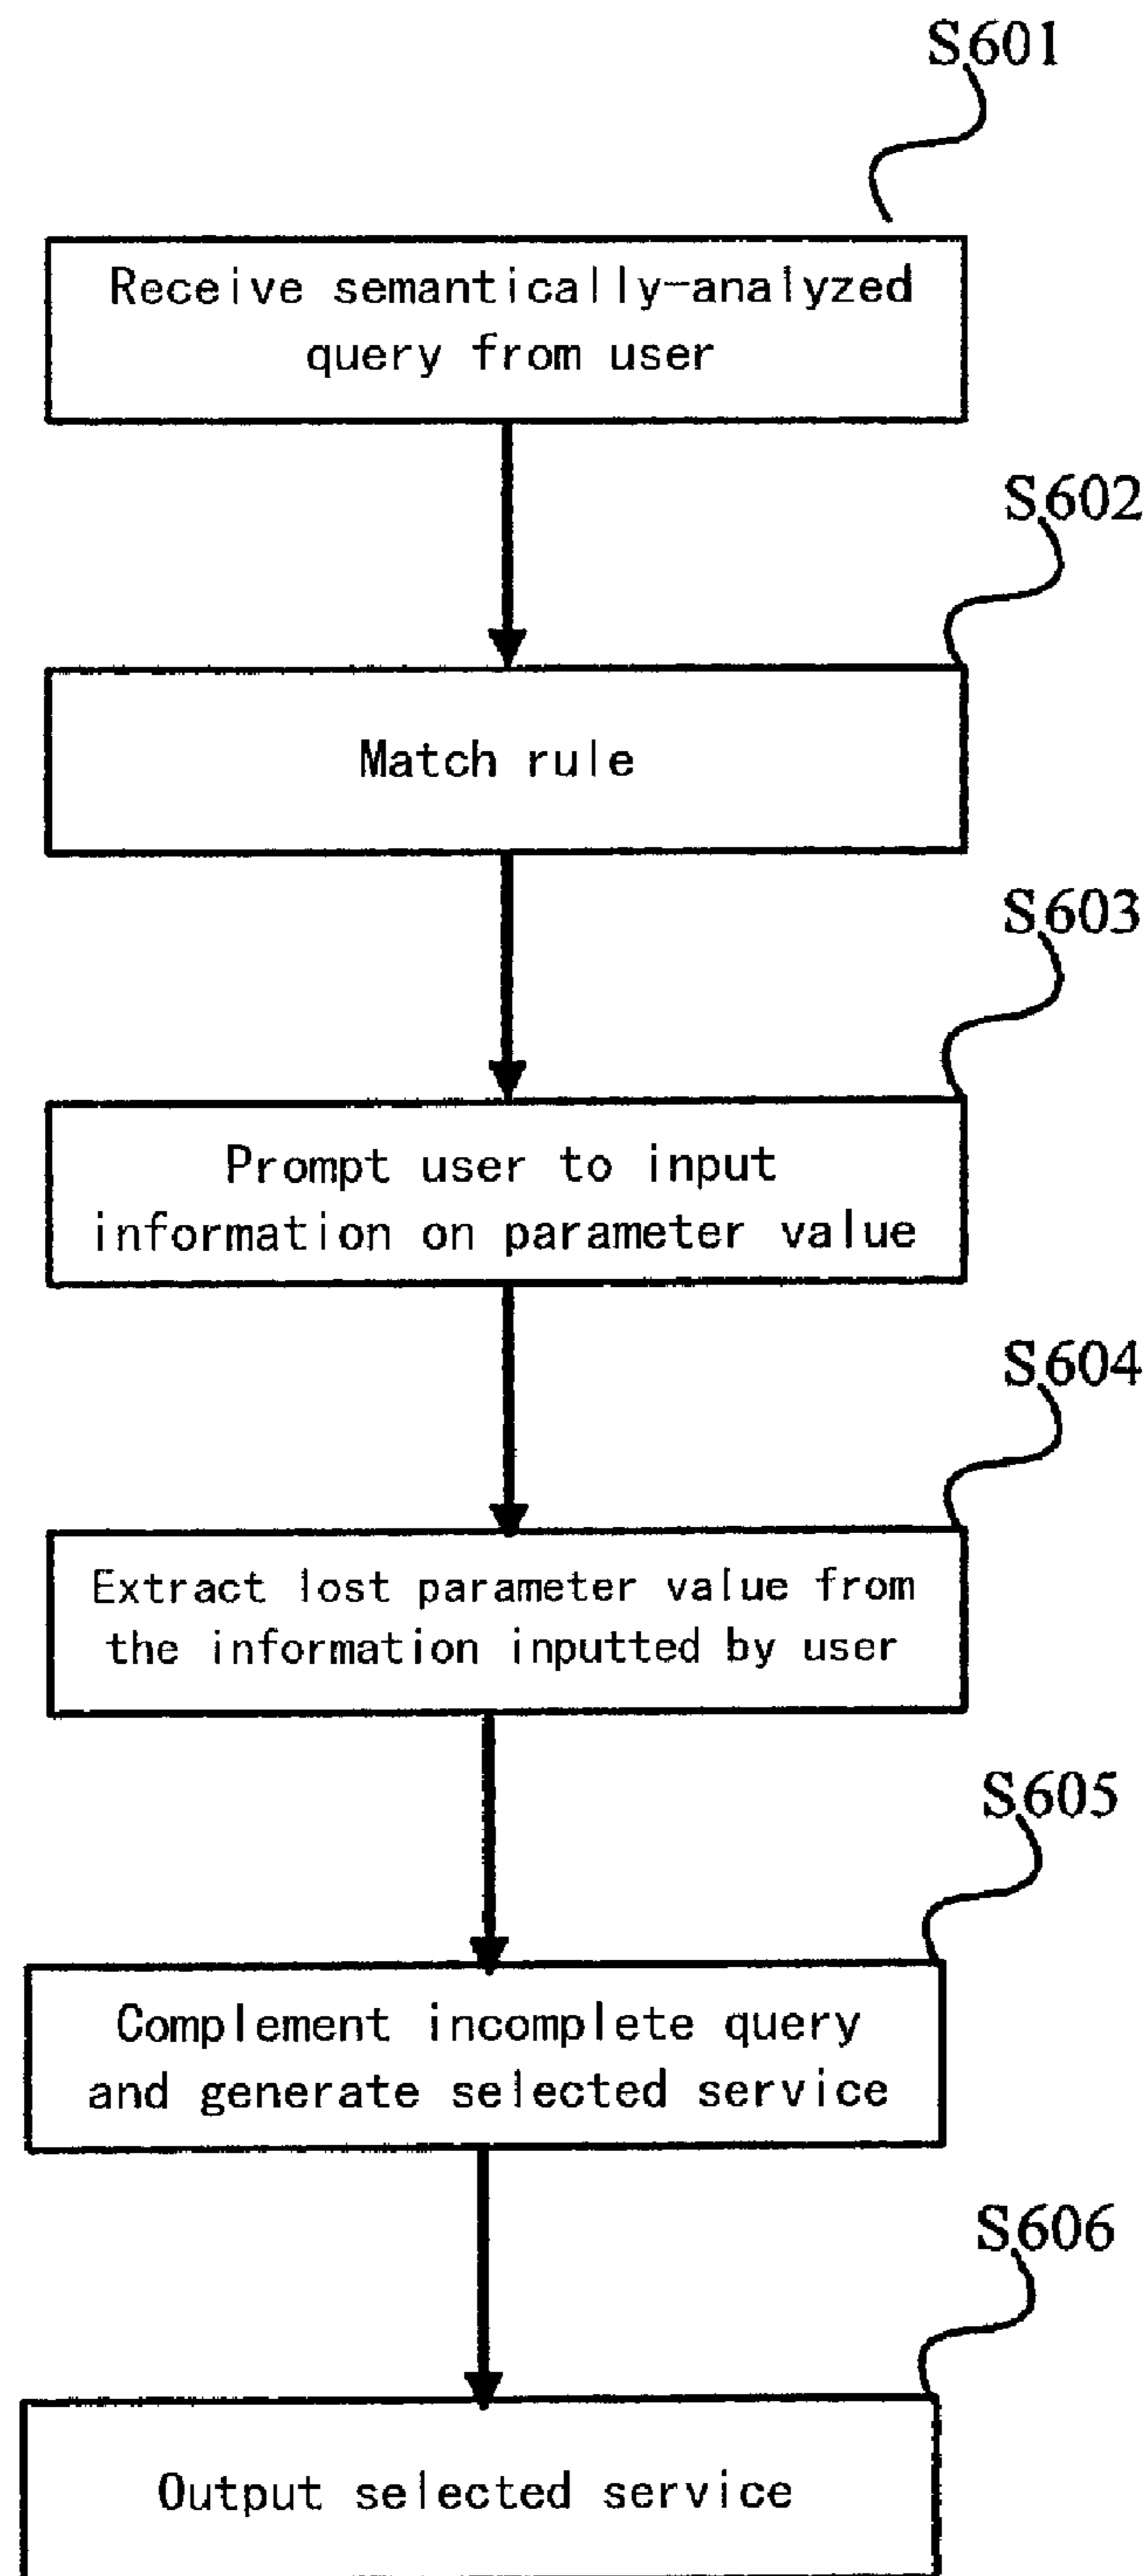 S601
Receive semantically-analyzed
query from user
S602
Match rule
S603
Prompt user to input
information on parameter value
S604
Extract lost parameter value from
the information inputted by user
S605
Complement incomplete query
and generate selected service
S606
Output selected service